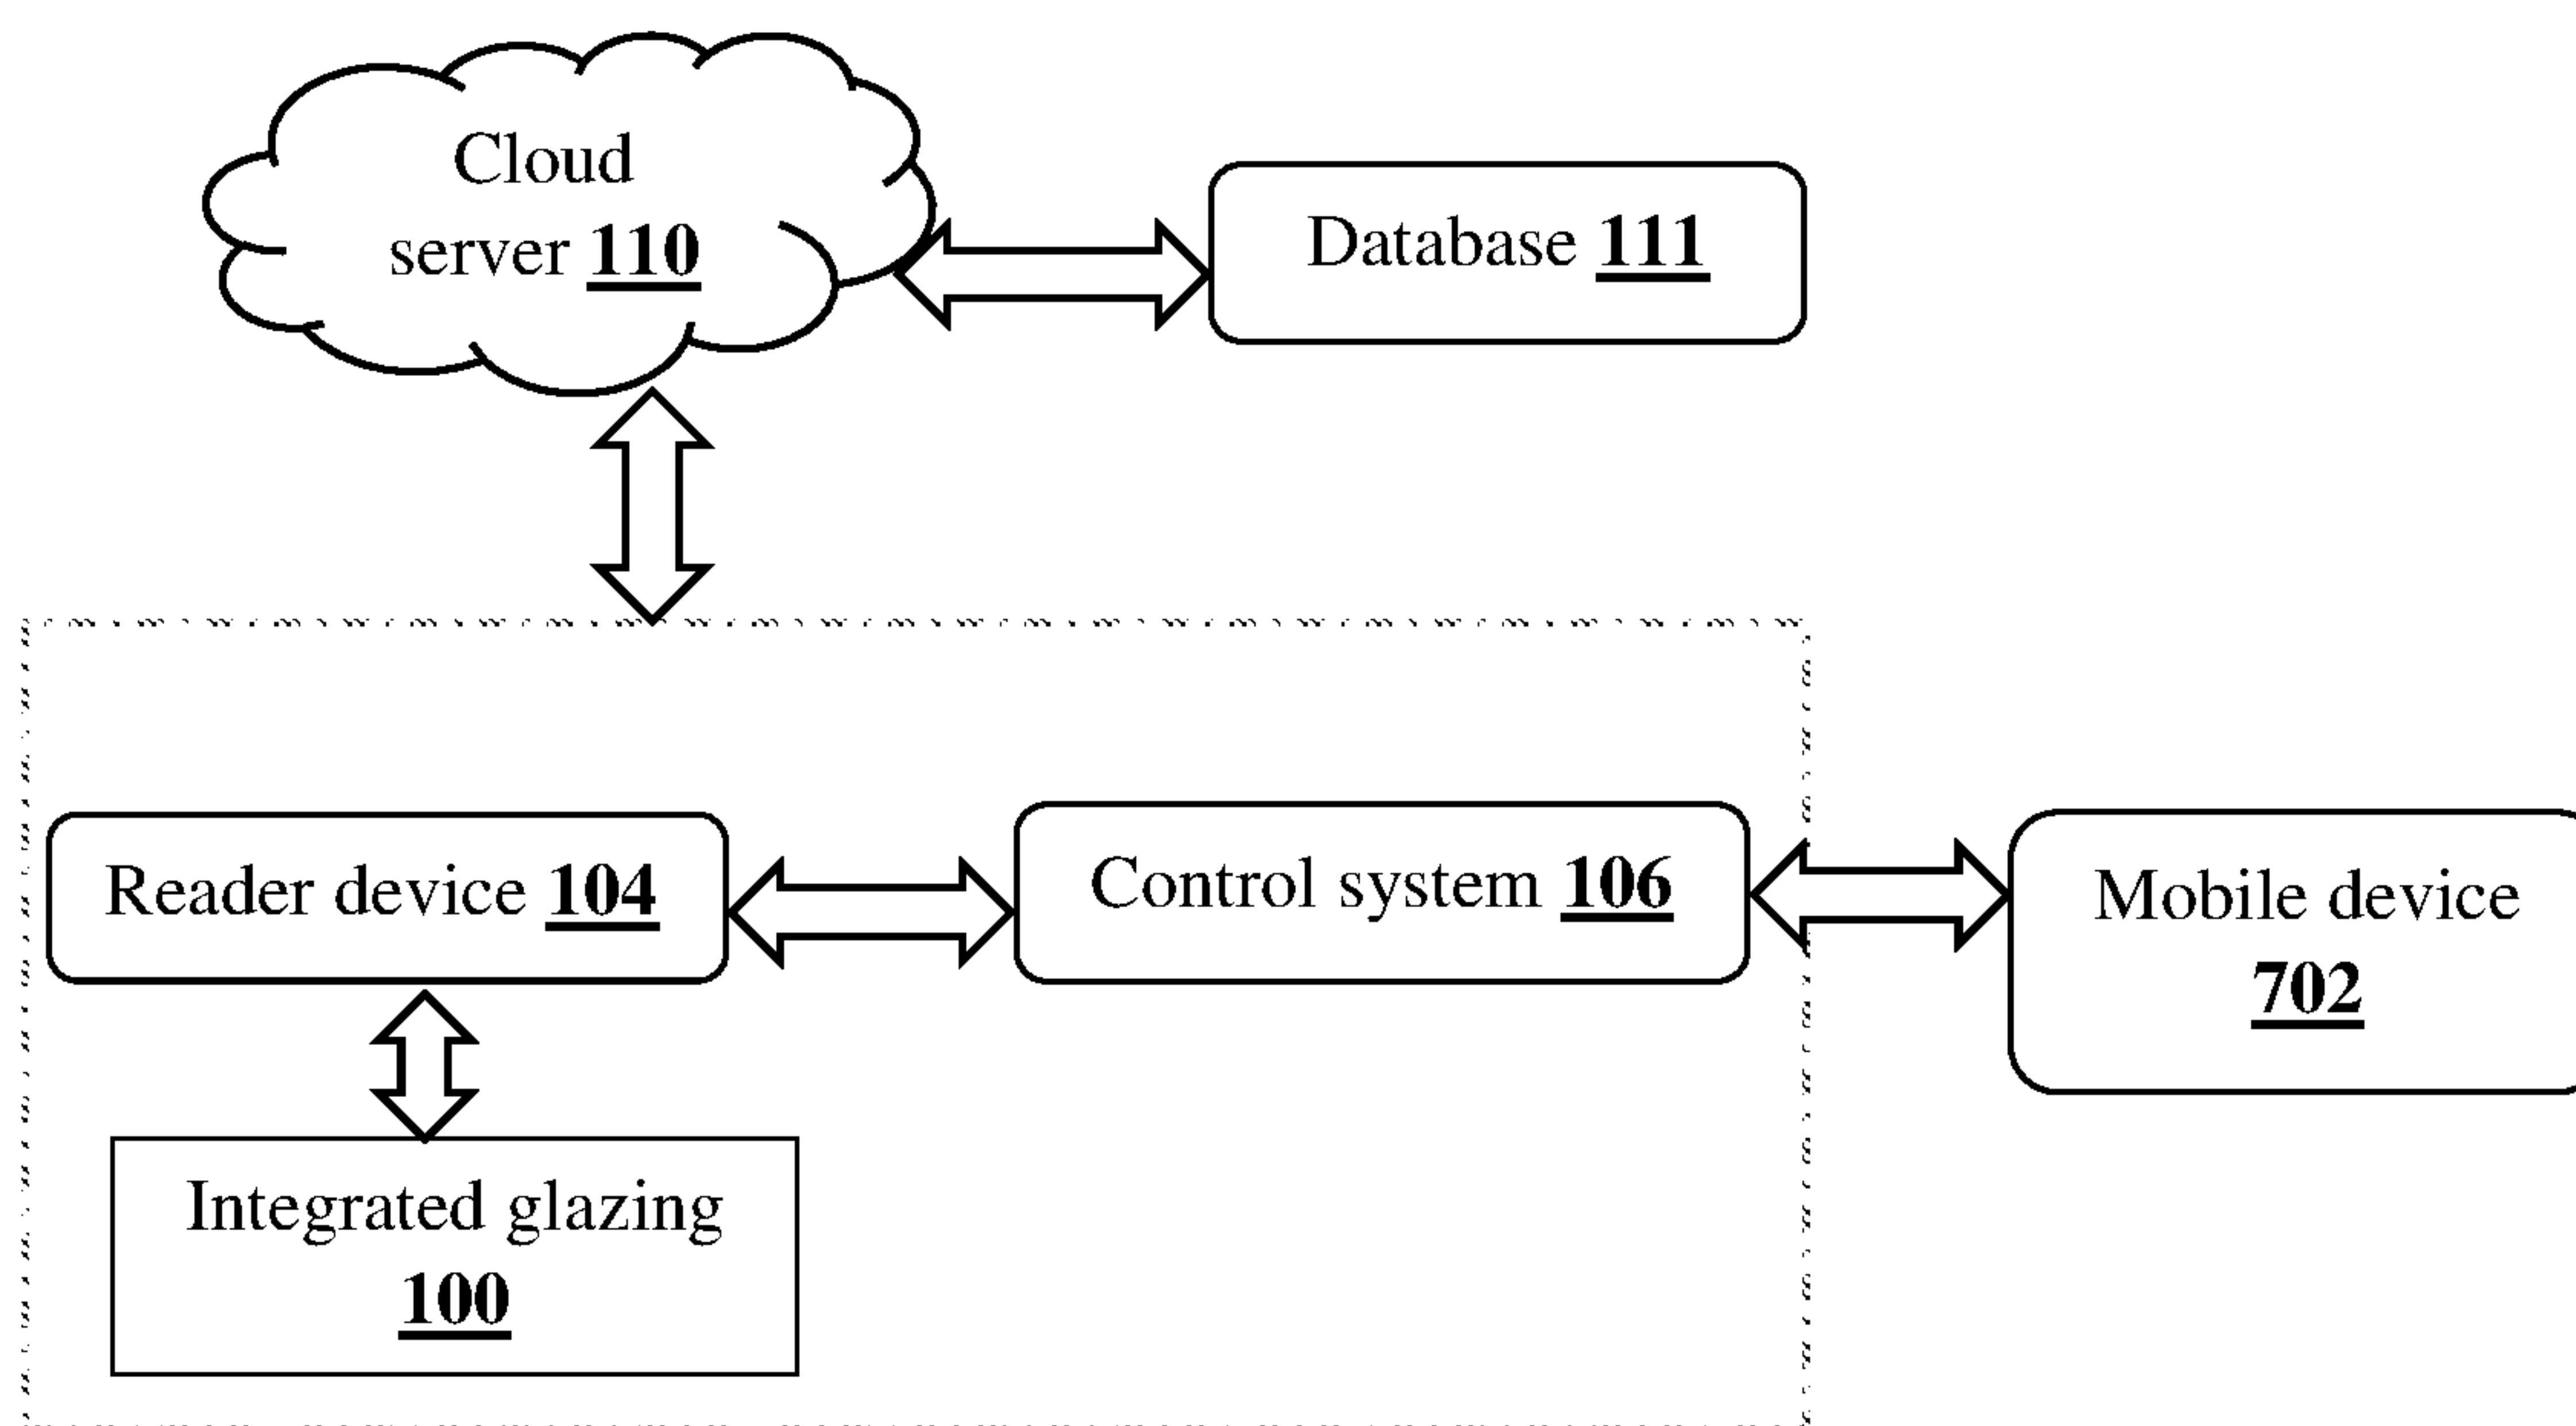 Cloud
server 110
Database 111
Reader device 104
Control system 106
Mobile device
702
Integrated glazing
100